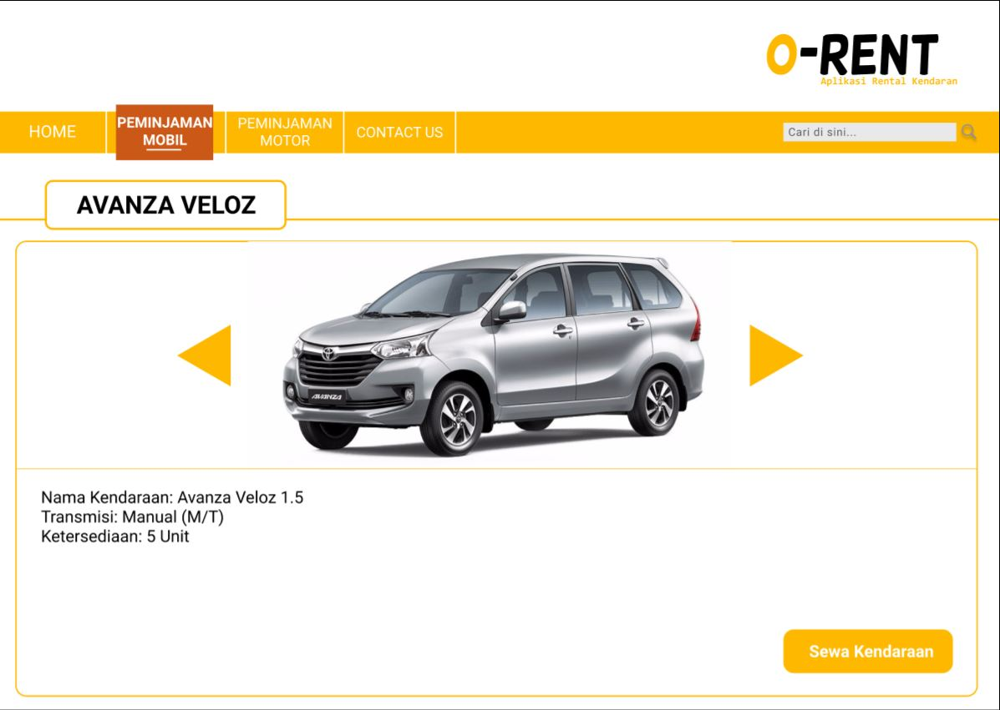 O-RENT
Aplikasi Rental Kendaran
HOME
PEMINJAMAN
MOBIL
PEMINJAMAN
MOTOR
CONTACT US
Cari di sini...
AVANZA VELOZ
AVANZA
Nama Kendaraan: Avanza Veloz 1.5
Transmisi: Manual (M/T)
Ketersediaan: 5 Unit
Sewa Kendaraan